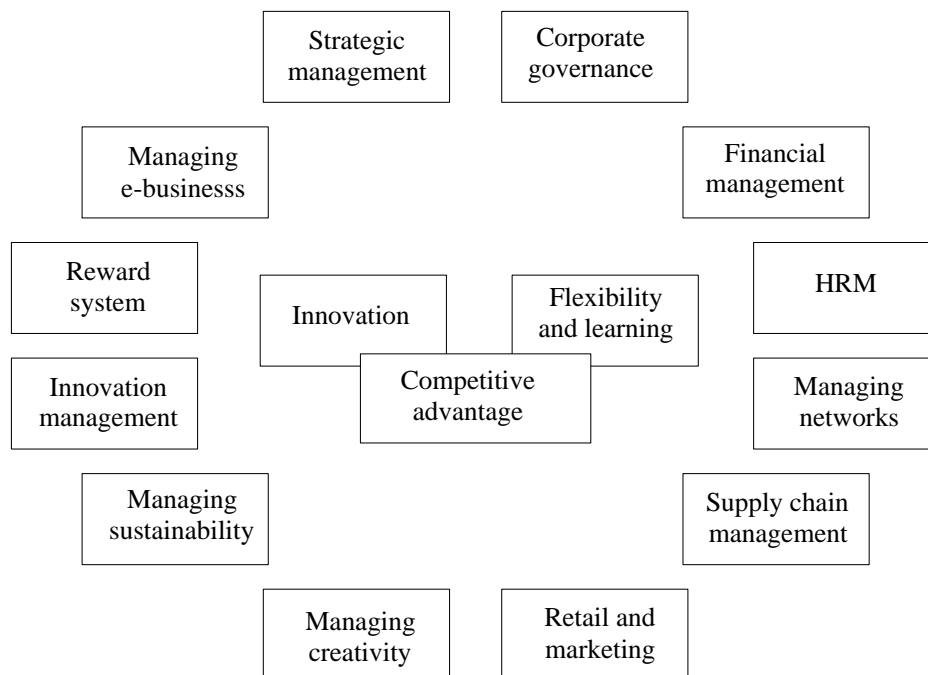 Strategic
management
Corporate
governance
Managing
e-businesss
Financial
management
Reward
system
Innovation
Flexibility
and learning
HRM
Innovation
management
Competitive
advantage
Managing
networks
Managing
sustainability
Supply chain
management
Managing
creativity
Retail and
marketing